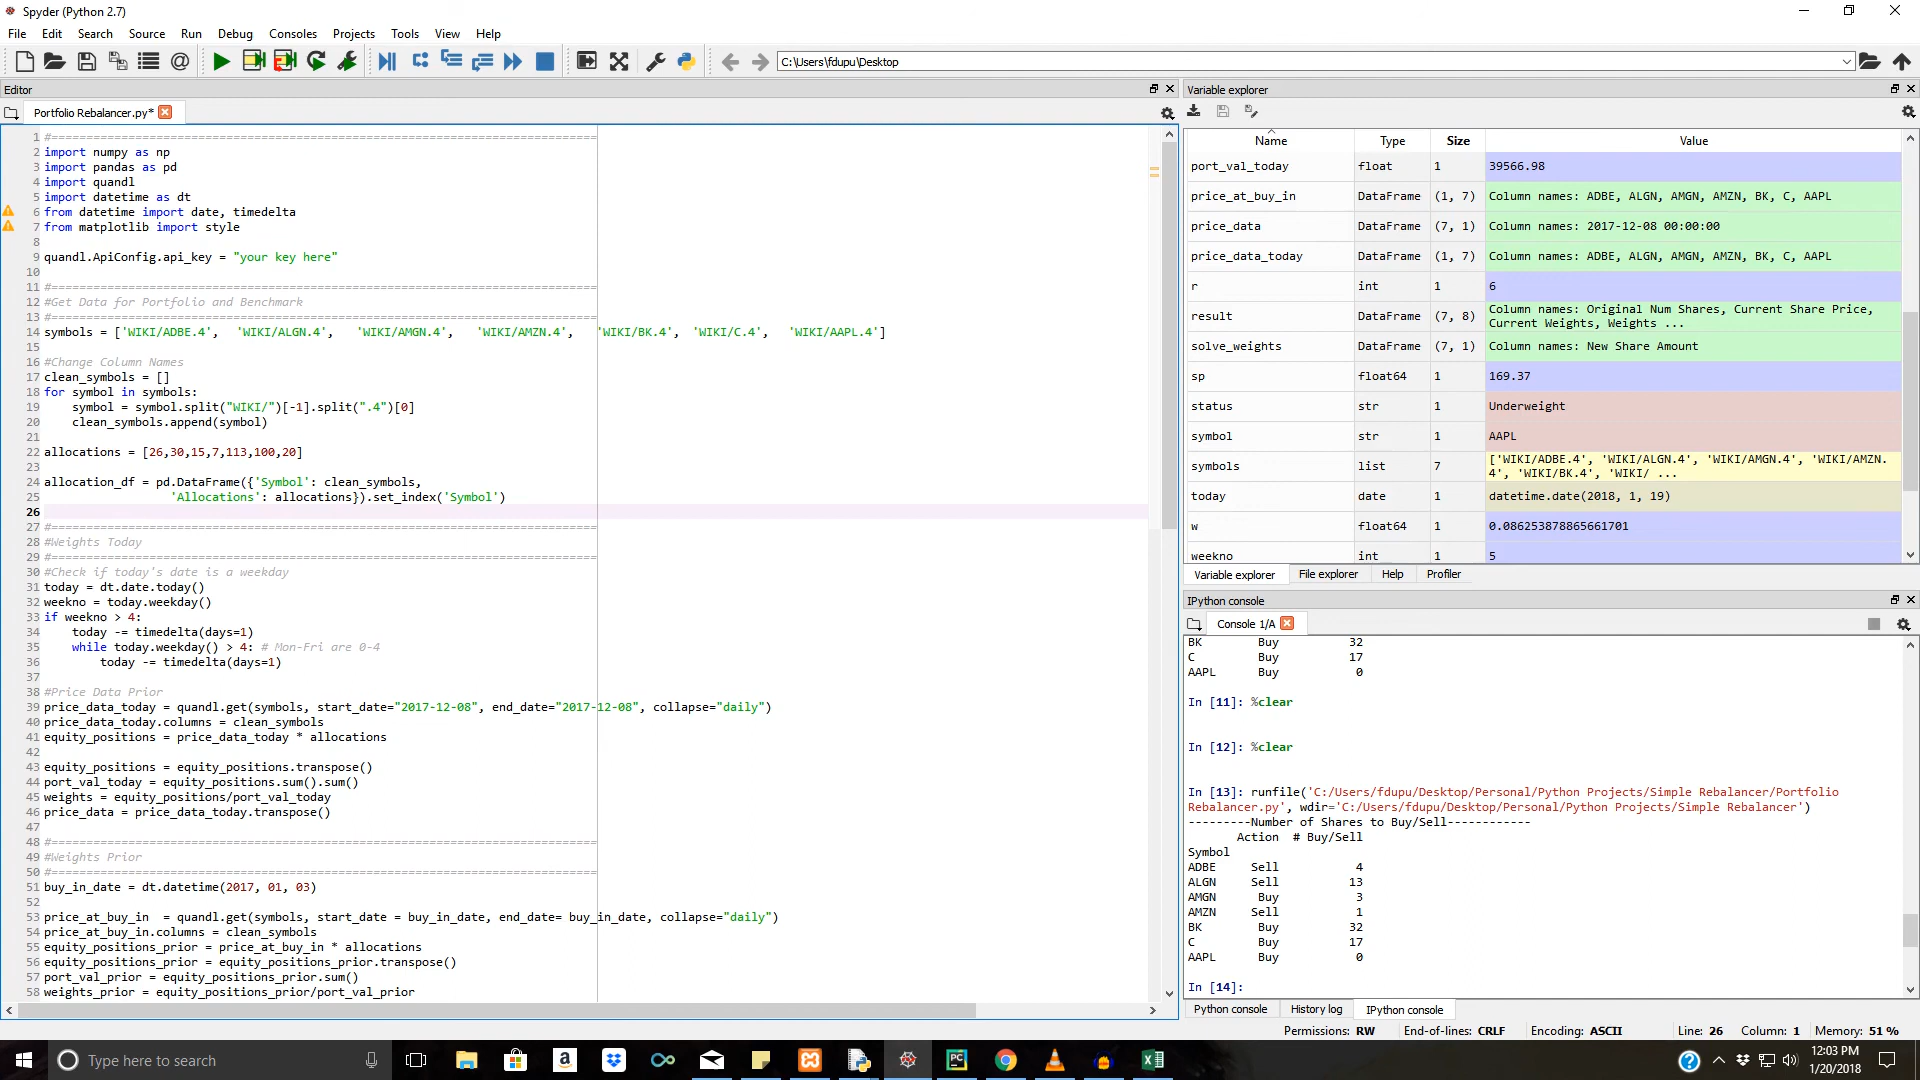 Spyder (Python 2.7)
File Edit Search Source Run Debug Consoles Projects Tools View Help
C:\Users\fdupu\Desktop
Editor
Portfolio Rebalancer.py*
1 #==============================================================================
2 import numpy as np
3 import pandas as pd
4 import quandl
5 import datetime as dt
6 from datetime import date, timedelta
7 from matplotlib import style
8
9 quandl.ApiConfig.api_key = "your key here"
10
11 #==============================================================================
12 #Get Data for Portfolio and Benchmark
13 #==============================================================================
14 symbols = ['WIKI/ADBE.4', 'WIKI/ALGN.4', 'WIKI/AMGN.4', 'WIKI/AMZN.4', 'WIKI/BK.4', 'WIKI/C.4', 'WIKI/AAPL.4']
15
16 #Change Column Names
17 clean_symbols = []
18 for symbol in symbols:
19 symbol = symbol.split("WIKI/")[-1].split(".4")[0]
20 clean_symbols.append(symbol)
21
22 allocations = [26,30,15,7,113,100,20]
23
24 allocation_df = pd.DataFrame({'Symbol': clean_symbols,
25 'Allocations': allocations}).set_index('Symbol')
26
27 #==============================================================================
28 #Weights Today
29 #==============================================================================
30 #Check if today's date is a weekday
31 today = dt.date.today()
32 weekno = today.weekday()
33 if weekno > 4:
34 today -= timedelta(days=1)
35 while today.weekday() > 4: # Mon-Fri are 0-4
36 today -= timedelta(days=1)
37
38 #Price Data Prior
39 price_data_today = quandl.get(symbols, start_date="2017-12-08", end_date="2017-12-08", collapse="daily")
40 price_data_today.columns = clean_symbols
41 equity_positions = price_data_today * allocations
42
43 equity_positions = equity_positions.transpose()
44 port_val_today = equity_positions.sum().sum()
45 weights = equity_positions/port_val_today
46 price_data = price_data_today.transpose()
47
48 #==============================================================================
49 #Weights Prior
50 #==============================================================================
51 buy_in_date = dt.datetime(2017, 01, 03)
52
53 price_at_buy_in = quandl.get(symbols, start_date = buy_in_date, end_date= buy_in_date, collapse="daily")
54 price_at_buy_in.columns = clean_symbols
55 equity_positions_prior = price_at_buy_in * allocations
56 equity_positions_prior = equity_positions_prior.transpose()
57 port_val_prior = equity_positions_prior.sum()
58 weights_prior = equity_positions_prior/port_val_prior
Variable explorer
Name Type Size Value
port_val_today float 1 39566.98
price_at_buy_in DataFrame (1, 7) Column names: ADBE, ALGN, AMGN, AMZN, BK, C, AAPL
price_data DataFrame (7, 1) Column names: 2017-12-08 00:00:00
price_data_today DataFrame (1, 7) Column names: ADBE, ALGN, AMGN, AMZN, BK, C, AAPL
r int 1 6
result DataFrame (7, 8) Column names: Original Num Shares, Current Share Price,
Current Weights, Weights ...
solve_weights DataFrame (7, 1) Column names: New Share Amount
sp float64 1 169.37
status str 1 Underweight
symbol str 1 AAPL
symbols list 7 ['WIKI/ADBE.4', 'WIKI/ALGN.4', 'WIKI/AMGN.4', 'WIKI/AMZN.
4', 'WIKI/BK.4', 'WIKI/ ...
today date 1 datetime.date(2018, 1, 19)
w float64 1 0.086253878865661701
weekno int 1 5
Variable explorer File explorer Help Profiler
IPython console
Console 1/A
BK Buy 32
C Buy 17
AAPL Buy 0
In [11]: %clear
In [12]: %clear
In [13]: runfile('C:/Users/fdupu/Desktop/Personal/Python Projects/Simple Rebalancer/Portfolio
Rebalancer.py', wdir='C:/Users/fdupu/Desktop/Personal/Python Projects/Simple Rebalancer')
---------Number of Shares to Buy/Sell------------
Action # Buy/Sell
Symbol
ADBE Sell 4
ALGN Sell 13
AMGN Buy 3
AMZN Sell 1
BK Buy 32
C Buy 17
AAPL Buy 0
In [14]:
Python console History log IPython console
Permissions: RW End-of-lines: CRLF Encoding: ASCII Line: 26 Column: 1 Memory: 51 %
Type here to search
12:03 PM
1/20/2018